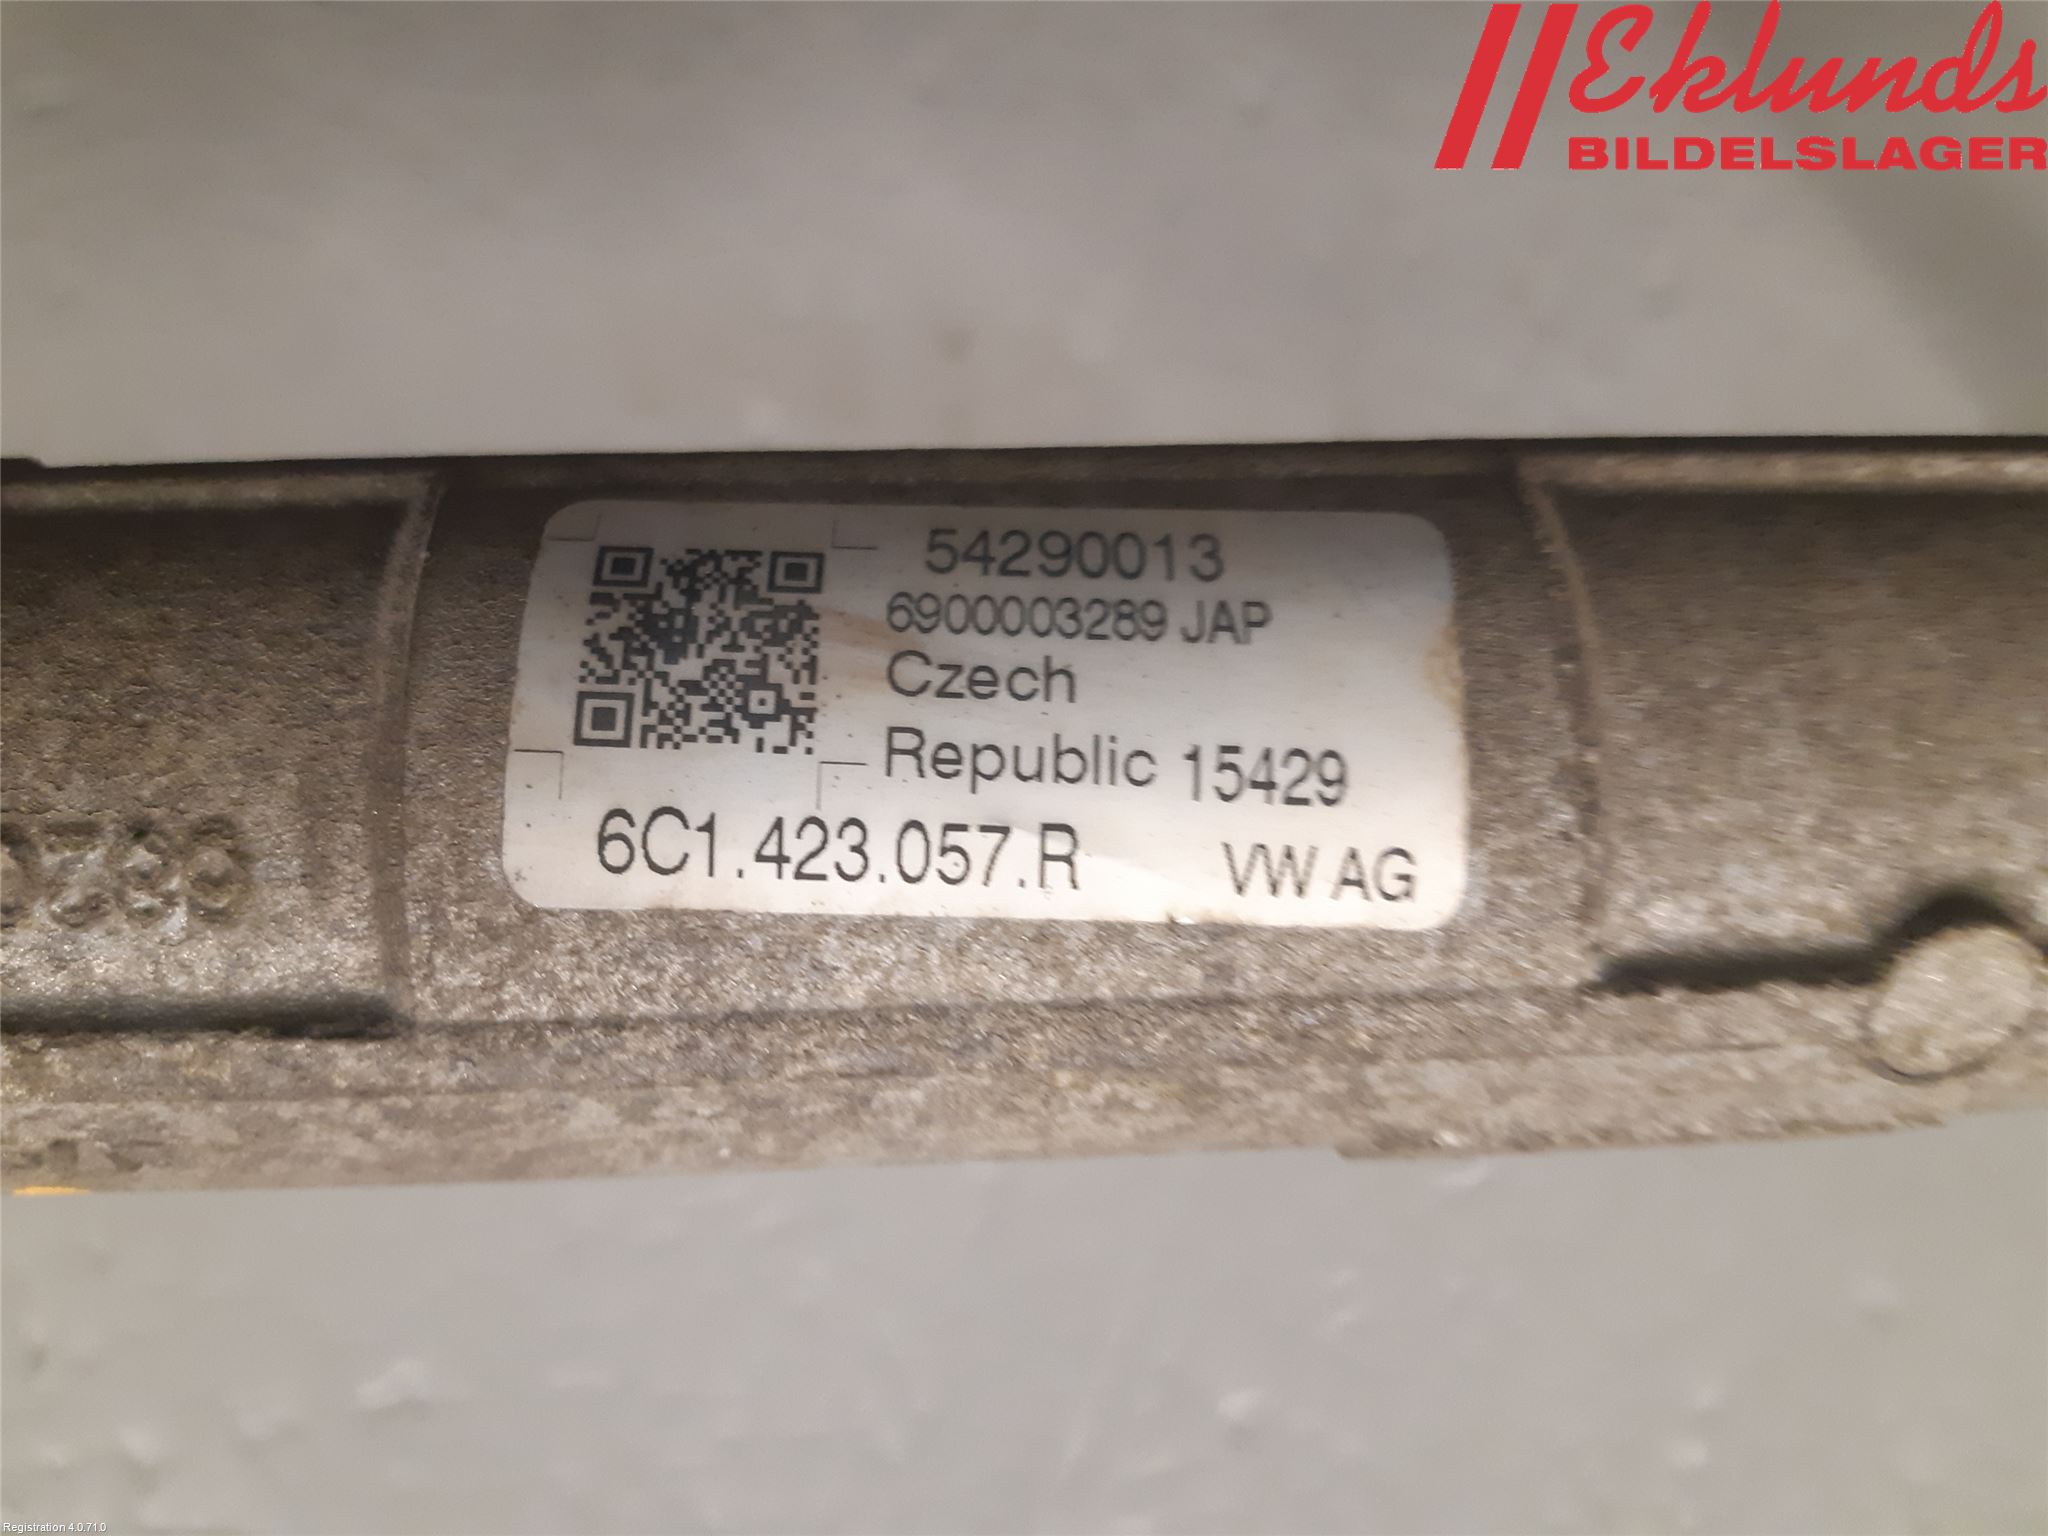 Eklunds
BILDELSLAGER
54290013
6900003289 JAP
Czech
Republic 15429
6C1.423.057.R VW AG
Registration 4.0.71.0